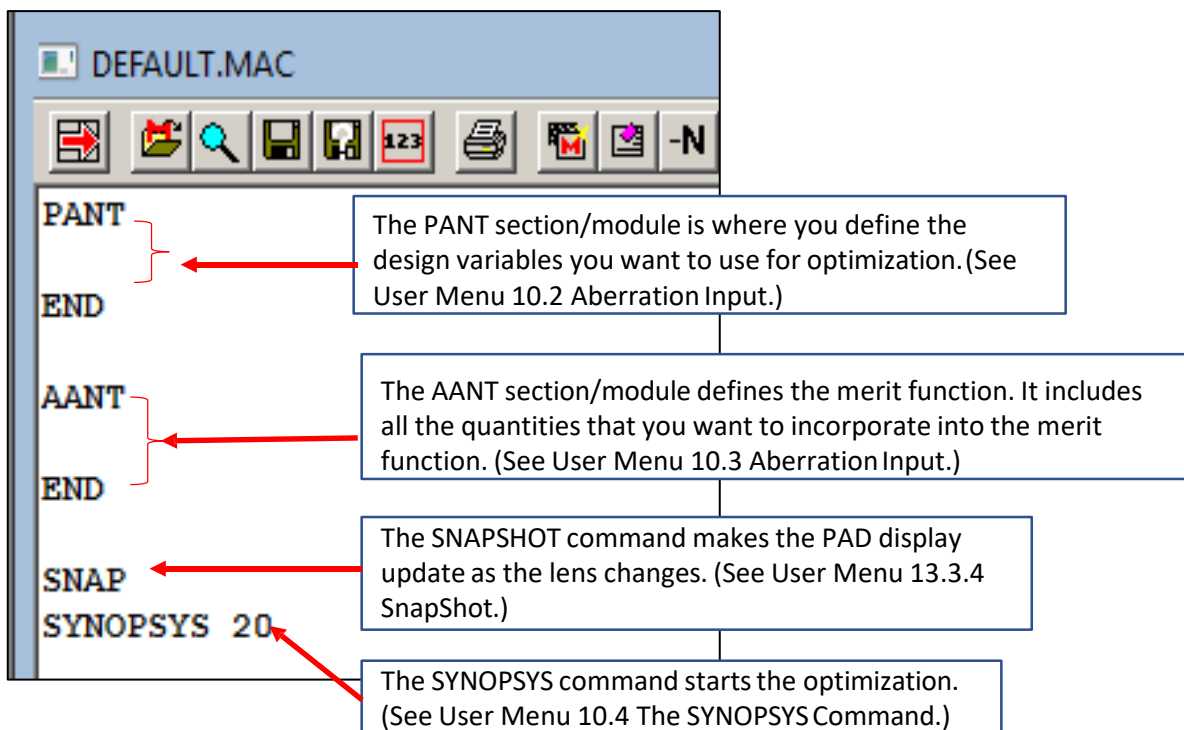 DEFAULT.MAC
123
M
-N
PANT
The PANT section/module is where you define the
design variables you want to use for optimization. (See
User Menu 10.2 Aberration Input.)
END
AANT
The AANT section/module defines the merit function. It includes
all the quantities that you want to incorporate into the merit
function. (See User Menu 10.3 Aberration Input.)
END
The SNAPSHOT command makes the PAD display
update as the lens changes. (See User Menu 13.3.4
SnapShot.)
SNAP
SYNOPSYS 20
The SYNOPSYS command starts the optimization.
(See User Menu 10.4 The SYNOPSYS Command.)